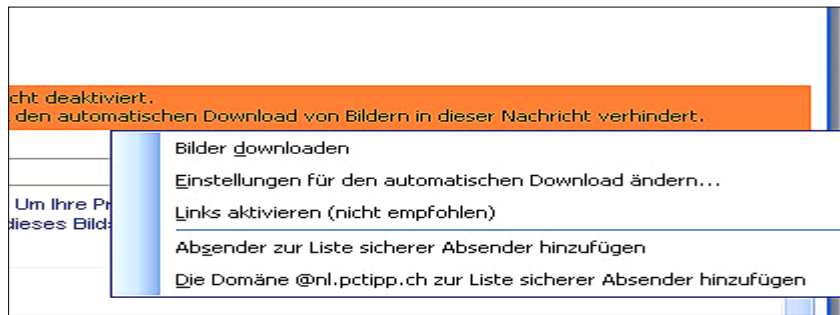 cht deaktiviert.
den automatischen Download von Bildern in dieser Nachricht verhindert.
Bilder downloaden
Einstellungen für den automatischen Download ändern...
Links aktivieren (nicht empfohlen)
Um Ihre Pr
dieses Bild
Absender zur Liste sicherer Absender hinzufügen
Die Domäne @nl.pctipp.ch zur Liste sicherer Absender hinzufügen